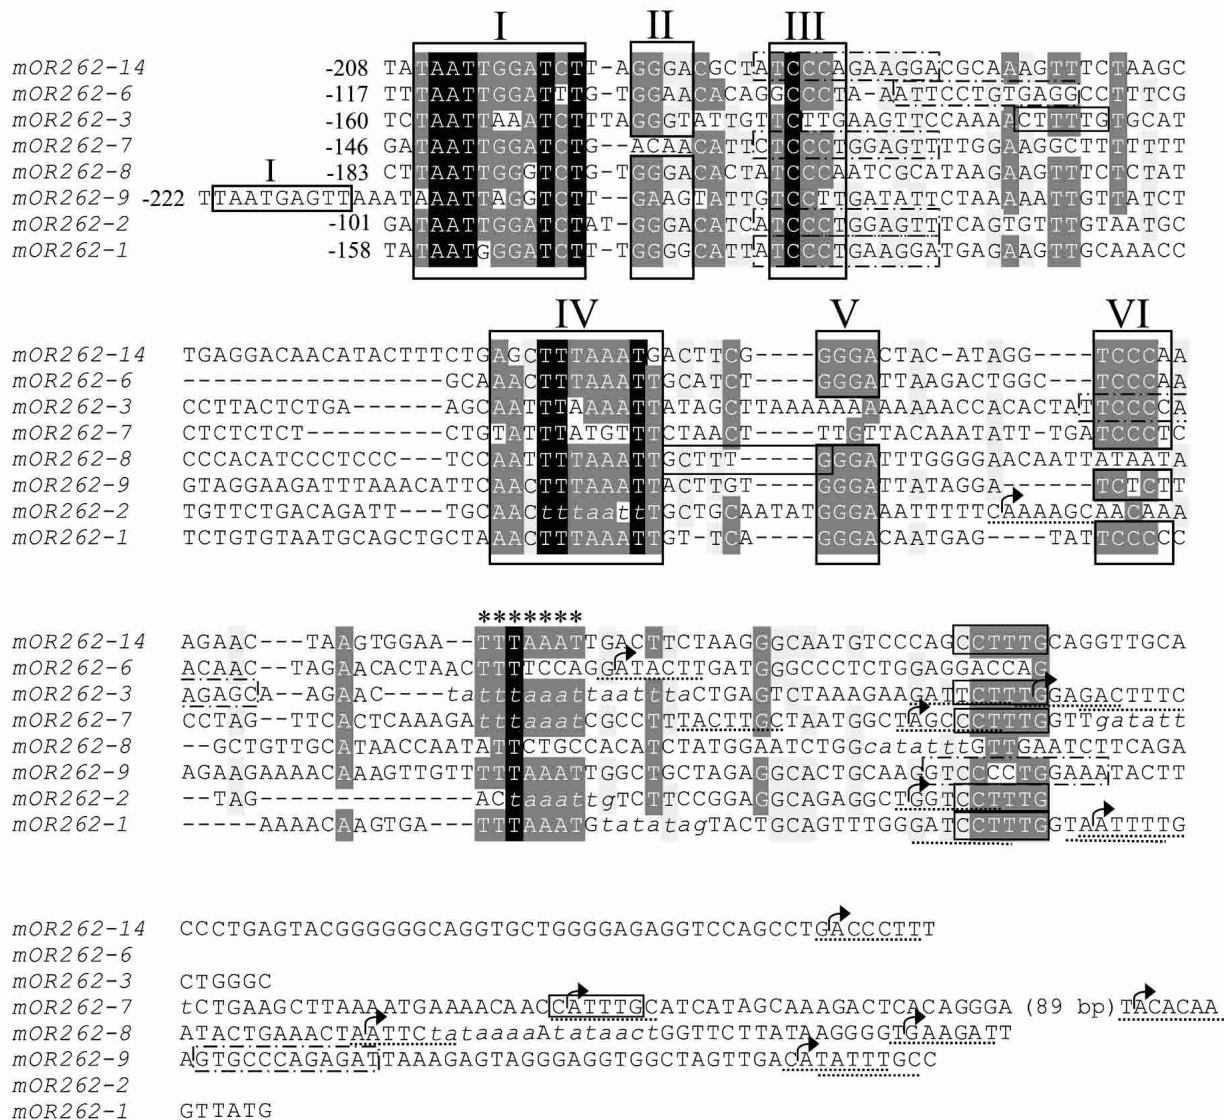 I II III
mOR262-14 -208 TATAATTGGATCTT-AGGGACGCTATCCCAGAAGGACGCAAAGTTTCTAAGC
mOR262-6 -117 TTTAATTGGATTTG-TGGAACACAGGCCCTA-AATTCCTGTGAGGCCTTTCG
mOR262-3 -160 TCTAATTAAATCTTTAGGGTATTGTTCTTGAAGTTCCAAAACTTTTGTGCAT
mOR262-7 -146 GATAATTGGATCTG--ACAACATTCTCCCTGGAGTTTTGGAAGGCTTTTTTT
mOR262-8 -183 CTTAATTGGGTCTG--TGGGACACTATCCCAATCGCATAAGAAGTTTCTCTAT
I
mOR262-9 -222 TTAATGAGTTAAATAAATTAGGTCTT--GAAGTATTGTCCTTGATATTCTAAAAATTGTTATCT
mOR262-2 -101 GATAATTGGATCTAT-GGGACATCATCCCTGGAGTTTCAGTGTTTGTAATGC
mOR262-1 -158 TATAATGGGATCTT-TGGGGCATTATCCCTGAAGGATGAGAAGTTGCAAACC
IV V VI
mOR262-14 TGAGGACAACATACTTTCTGAGCTTTAAATGACTTCG----GGGACTAC-ATAGG----TCCCAA
mOR262-6 -----------------GCAAACTTTAAATTGCATCT----GGGATTAAGACTGGC---TCCCAA
mOR262-3 CCTTACTCTGA------AGCAATTTAAAATTATAGCTTAAAAAAAAAAAAACCACACTATTCCCCA
mOR262-7 CTCTCTCT---------CTGTATTTATGTTTCTAACT----TTGTTACAAATATT-TGATCCCTC
mOR262-8 CCCACATCCCTCCC---TCCAATTTTAAATTGCTTT-----GGGATTTGGGGAACAATTATAATA
mOR262-9 GTAGGAAGATTTAAACATTCAACTTTAAATTACTTGT----GGGATTATAGGA------TCTCTT
mOR262-2 TGTTCTGACAGATT---TGCAACtttaattTGCTGCAATATGGGAAATTTTTCAAAAGCAACAAA
mOR262-1 TCTGTGTAATGCAGCTGCTAAACTTTAAATTGT-TCA----GGGACAATGAG----TATTCCCCC
*******
mOR262-14 AGAAC---TAAGTGGAA--TTTAAATTGACTTCTAAGGGCAATGTCCCAGCCTTTGCAGGTTGCA
mOR262-6 ACAAC---TAGAACACTAACTTTTCCAGGATACTTGATGGGCCCTCTGGAGGACCAG
mOR262-3 AGAGCA--AGAAC---tatttaaattaatttaCTGAGTCTAAAGAAGATTCTTTGGAGACTTTC
mOR262-7 CCTAG---TTCACTCAAAGAtttaaatCGCCTTTACTTGCTAATGGCTAGCCCTTTGGTTgatatt
mOR262-8 --GCTGTTGCATAACCAATATTCTGCCACATCTATGGAATCTGGcatatttGTTGAATCTTCAGA
mOR262-9 AGAAGAAAACAAAGTTGTTTTTAAATTGGCTGCTAGAGGCACTGCAAGGTCCCCTGGAAATACTT
mOR262-2 --TAG--------------ACtaaattgTCTTCCGGAGGCAGAGGCTGGTCCTTTG
mOR262-1 -----AAAACAAGTGA---TTTAAATGtatatagTACTGCAGTTTGGGATCCTTTGGTAATTTTG
mOR262-14 CCCTGAGTACGGGGGGCAGGTGCTGGGGAGAGGTCCAGCCTGACCCTTT
mOR262-6
mOR262-3 CTGGGC
mOR262-7 tCTGAAGCTTAAAATGAAAACAACCATTTGCATCATAGCAAAGACTCACAGGGA (89 bp)TACACAA
mOR262-8 ATACTGAAACTAATTCtataaaaAtataactGGTTCTTATAAGGGGTGAAGATT
mOR262-9 AGTGCCCAGAGATTAAAGAGTAGGGAGGTGGCTAGTTGACATATTTGCC
mOR262-2
mOR262-1 GTTATG